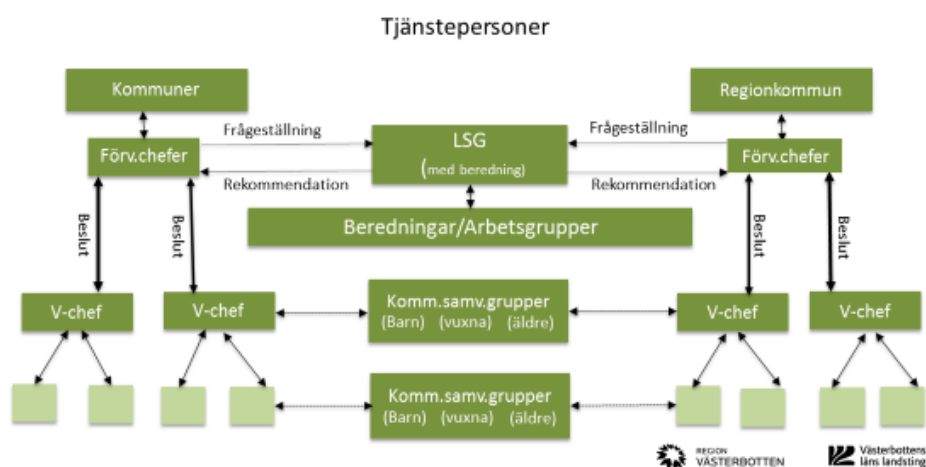 Tjänstepersoner
Kommuner
Regionkommun
Frågeställning
Frågeställning
LSG
(med beredning)
Förv.chefer
Förv.chefer
Rekommendation
Rekommendation
Beredningar/Arbetsgrupper
Beslut
Beslut
Beslut
Beslut
V-chef
V-chef
Komm.samv.grupper
(Barn) (vuxna) (äldre)
V-chef
V-chef
Komm.samv.grupper
(Barn) (vuxna) (äldre)
REGION
VÄSTERBOTTEN
Västerbottens
läns landsting